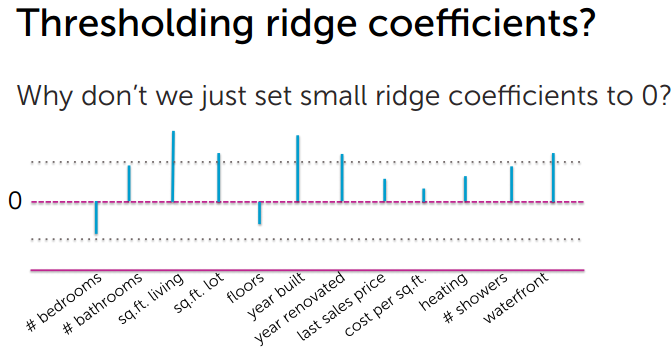 Thresholding ridge coefficients?
Why don't we just set small ridge coefficients to 0?
0
# bedrooms
# bathrooms
sq.ft. living
sq.ft. lot
floors
year built
year renovated
last sales price
cost per sq.ft.
heating
# showers
waterfront